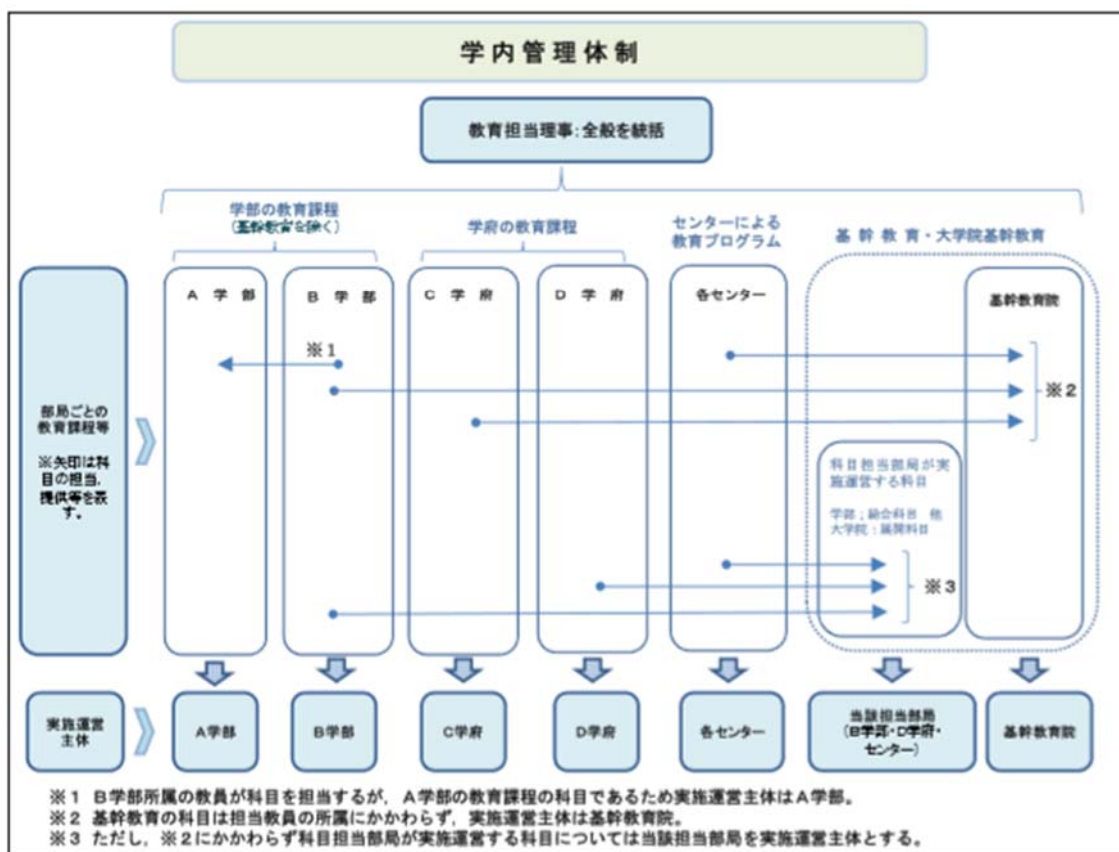 学内管理体制
教育担当理事：全般を統括
学部の教育課程
(基幹教育を除く)
学府の教育課程
センターによる
教育プログラム
基幹教育・大学院基幹教育
A学部
B学部
C学府
D学府
各センター
基幹教育院
※1
※2
部局ごとの
教育課程等
※矢印は科
目の担当,
提供等を表
す。
科目担当部局が実
施運営する科目
学部；総合科目 他
大学院：展開科目
※3
実施運営
主体
A学部
B学部
C学府
D学府
各センター
当該担当部局
(B学部・D学府・
センター)
基幹教育院
※1 B学部所属の教員が科目を担当するが，A学部の教育課程の科目であるため実施運営主体はA学部。
※2 基幹教育の科目は担当教員の所属にかかわらず，実施運営主体は基幹教育院。
※3 ただし，※2にかかわらず科目担当部局が実施運営する科目については当該担当部局を実施運営主体とする。